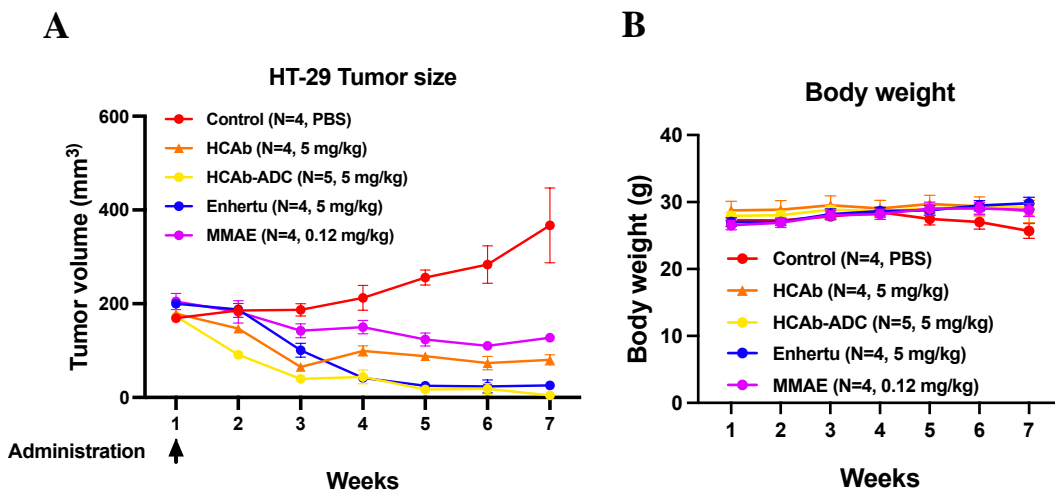 A
HT-29 Tumor size
Tumor volume (mm³)
600
400
200
0
Control (N=4, PBS)
HCAb (N=4, 5 mg/kg)
HCAb-ADC (N=5, 5 mg/kg)
Enhertu (N=4, 5 mg/kg)
MMAE (N=4, 0.12 mg/kg)
1 2 3 4 5 6 7
Administration
Weeks
B
Body weight
Body weight (g)
40
30
20
10
0
Control (N=4, PBS)
HCAb (N=4, 5 mg/kg)
HCAb-ADC (N=5, 5 mg/kg)
Enhertu (N=4, 5 mg/kg)
MMAE (N=4, 0.12 mg/kg)
1 2 3 4 5 6 7
Weeks